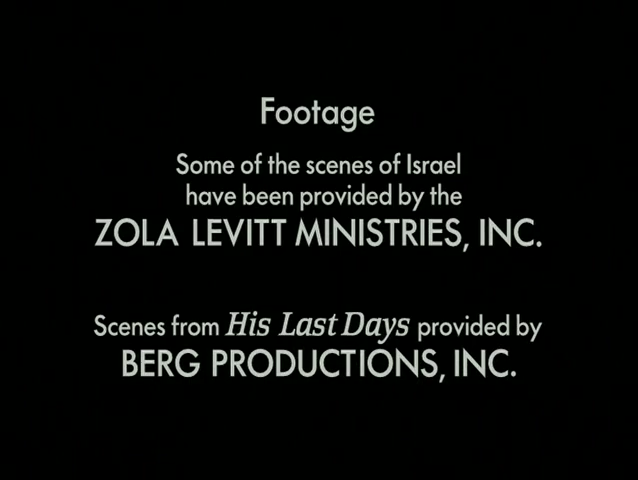 Footage
Some of the scenes of Israel
have been provided by the
ZOLA LEVITT MINISTRIES, INC.
Scenes from His Last Days provided by
BERG PRODUCTIONS, INC.